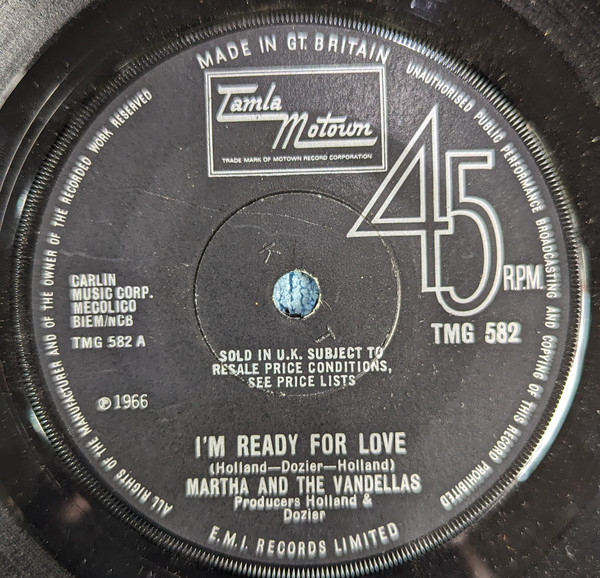 MADE IN GT. BRITAIN
UNAUTHORISED PUBLIC PERFORMANCE BROADCASTING AND COPYING OF THIS RECORD PROHIBITED
ALL RIGHTS OF THE MANUFACTURER AND OF THE OWNER OF THE RECORDED WORK RESERVED
Tamla
Motown
TRADE MARK OF MOTOWN RECORD CORPORATION
45 R.P.M.
TMG 582
CARLIN
MUSIC CORP.
MECOLICO
BIEM/NCB
TMG 582 A
SOLD IN U.K. SUBJECT TO
RESALE PRICE CONDITIONS,
SEE PRICE LISTS
℗1966
I'M READY FOR LOVE
(Holland—Dozier—Holland)
MARTHA AND THE VANDELLAS
Producers Holland &
Dozier
E.M.I. RECORDS LIMITED